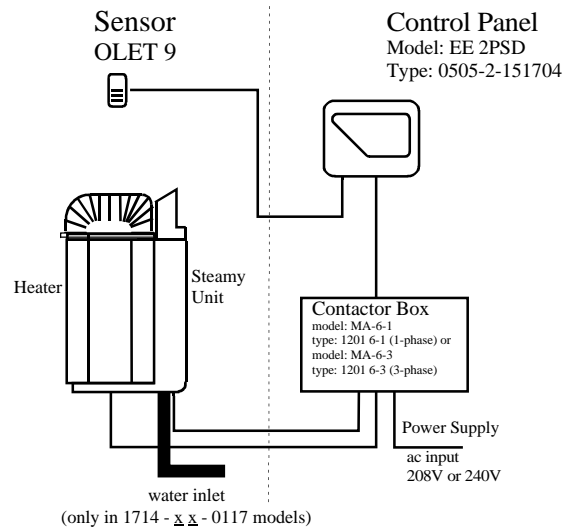 Sensor
OLET 9
Control Panel
Model: EE 2PSD
Type: 0505-2-151704
Heater
Steamy
Unit
Contactor Box
model: MA-6-1
type: 1201 6-1 (1-phase) or
model: MA-6-3
type: 1201 6-3 (3-phase)
Power Supply
ac input
208V or 240V
water inlet
(only in 1714 - x x - 0117 models)